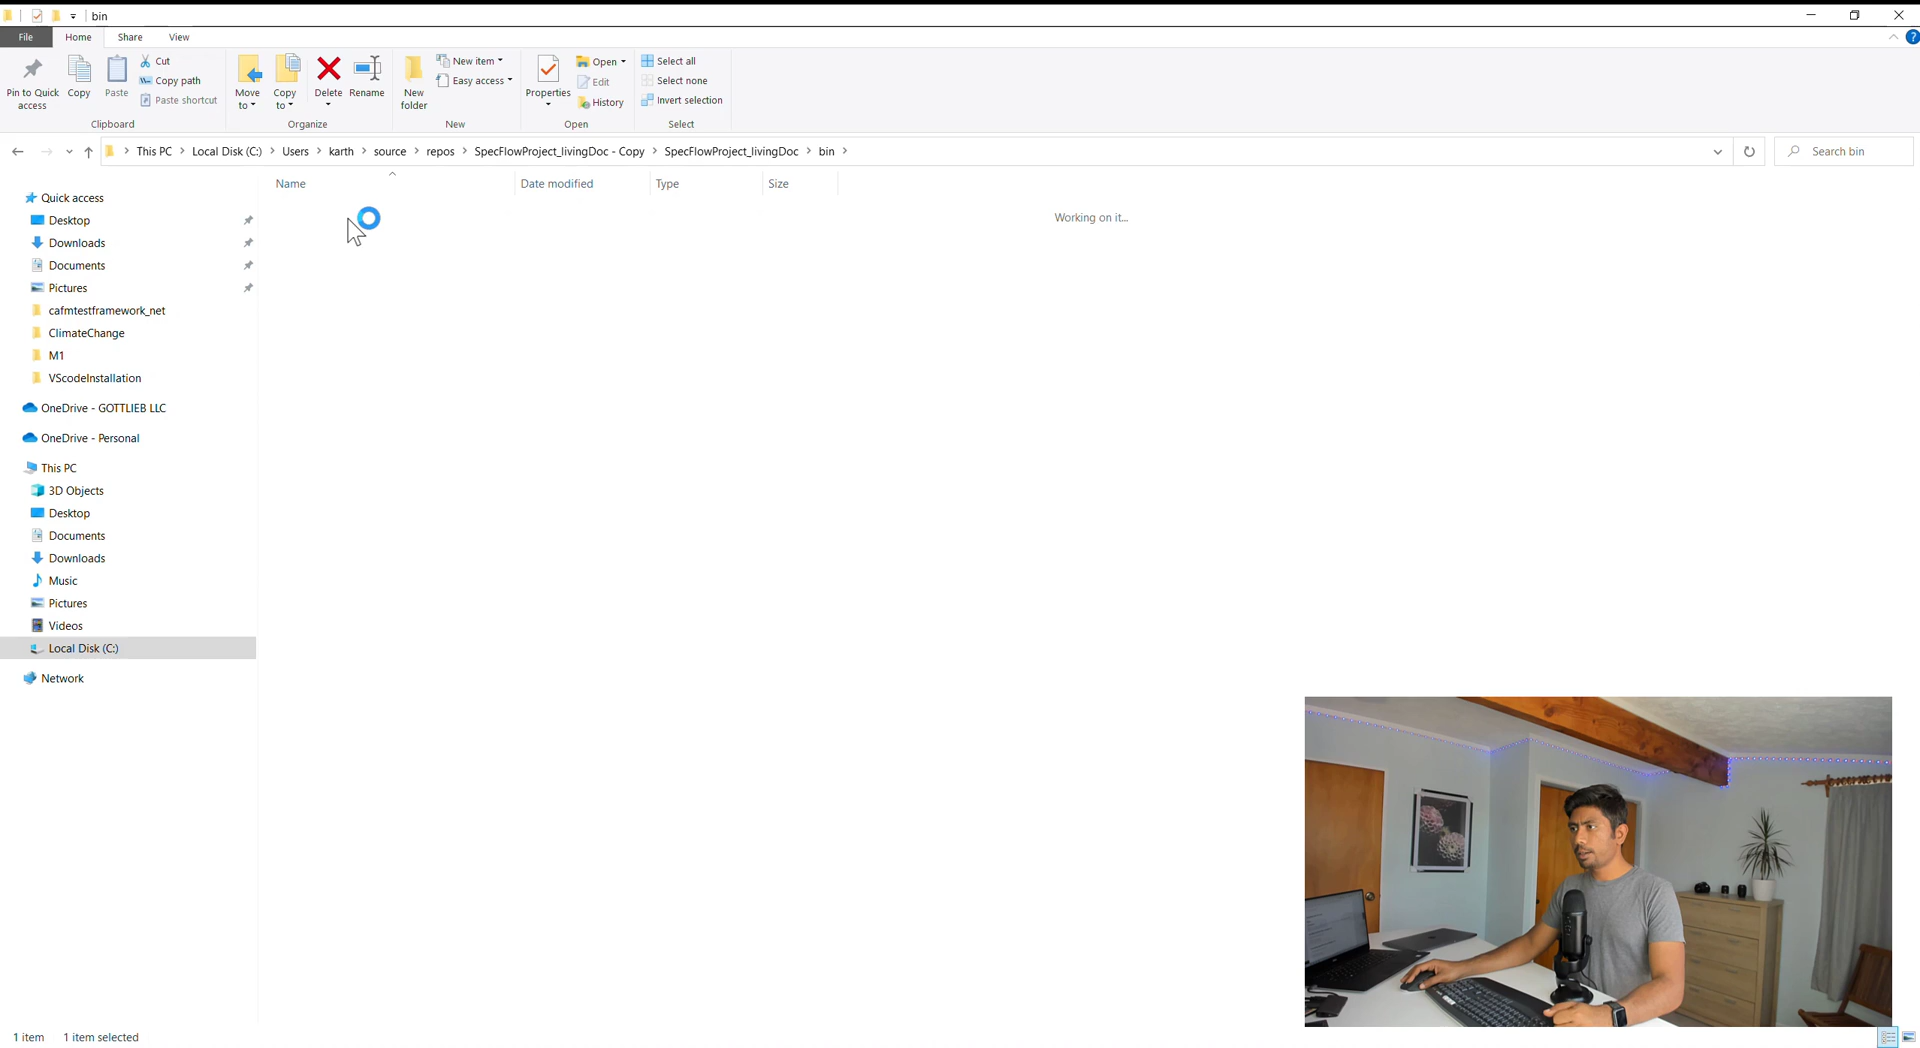 bin
File Home Share View
Pin to Quick access
Copy
Paste
Cut
Copy path
Paste shortcut
Clipboard
Move to
Copy to
Delete
Rename
Organize
New folder
New item
Easy access
New
Properties
Open
Edit
History
Open
Select all
Select none
Invert selection
Select
This PC > Local Disk (C:) > Users > karth > source > repos > SpecFlowProject_livingDoc - Copy > SpecFlowProject_livingDoc > bin >
Search bin
Name Date modified Type Size
Working on it...
Quick access
Desktop
Downloads
Documents
Pictures
cafmtestframework_net
ClimateChange
M1
VScodeInstallation
OneDrive - GOTTLIEB LLC
OneDrive - Personal
This PC
3D Objects
Desktop
Documents
Downloads
Music
Pictures
Videos
Local Disk (C:)
Network
1 item 1 item selected